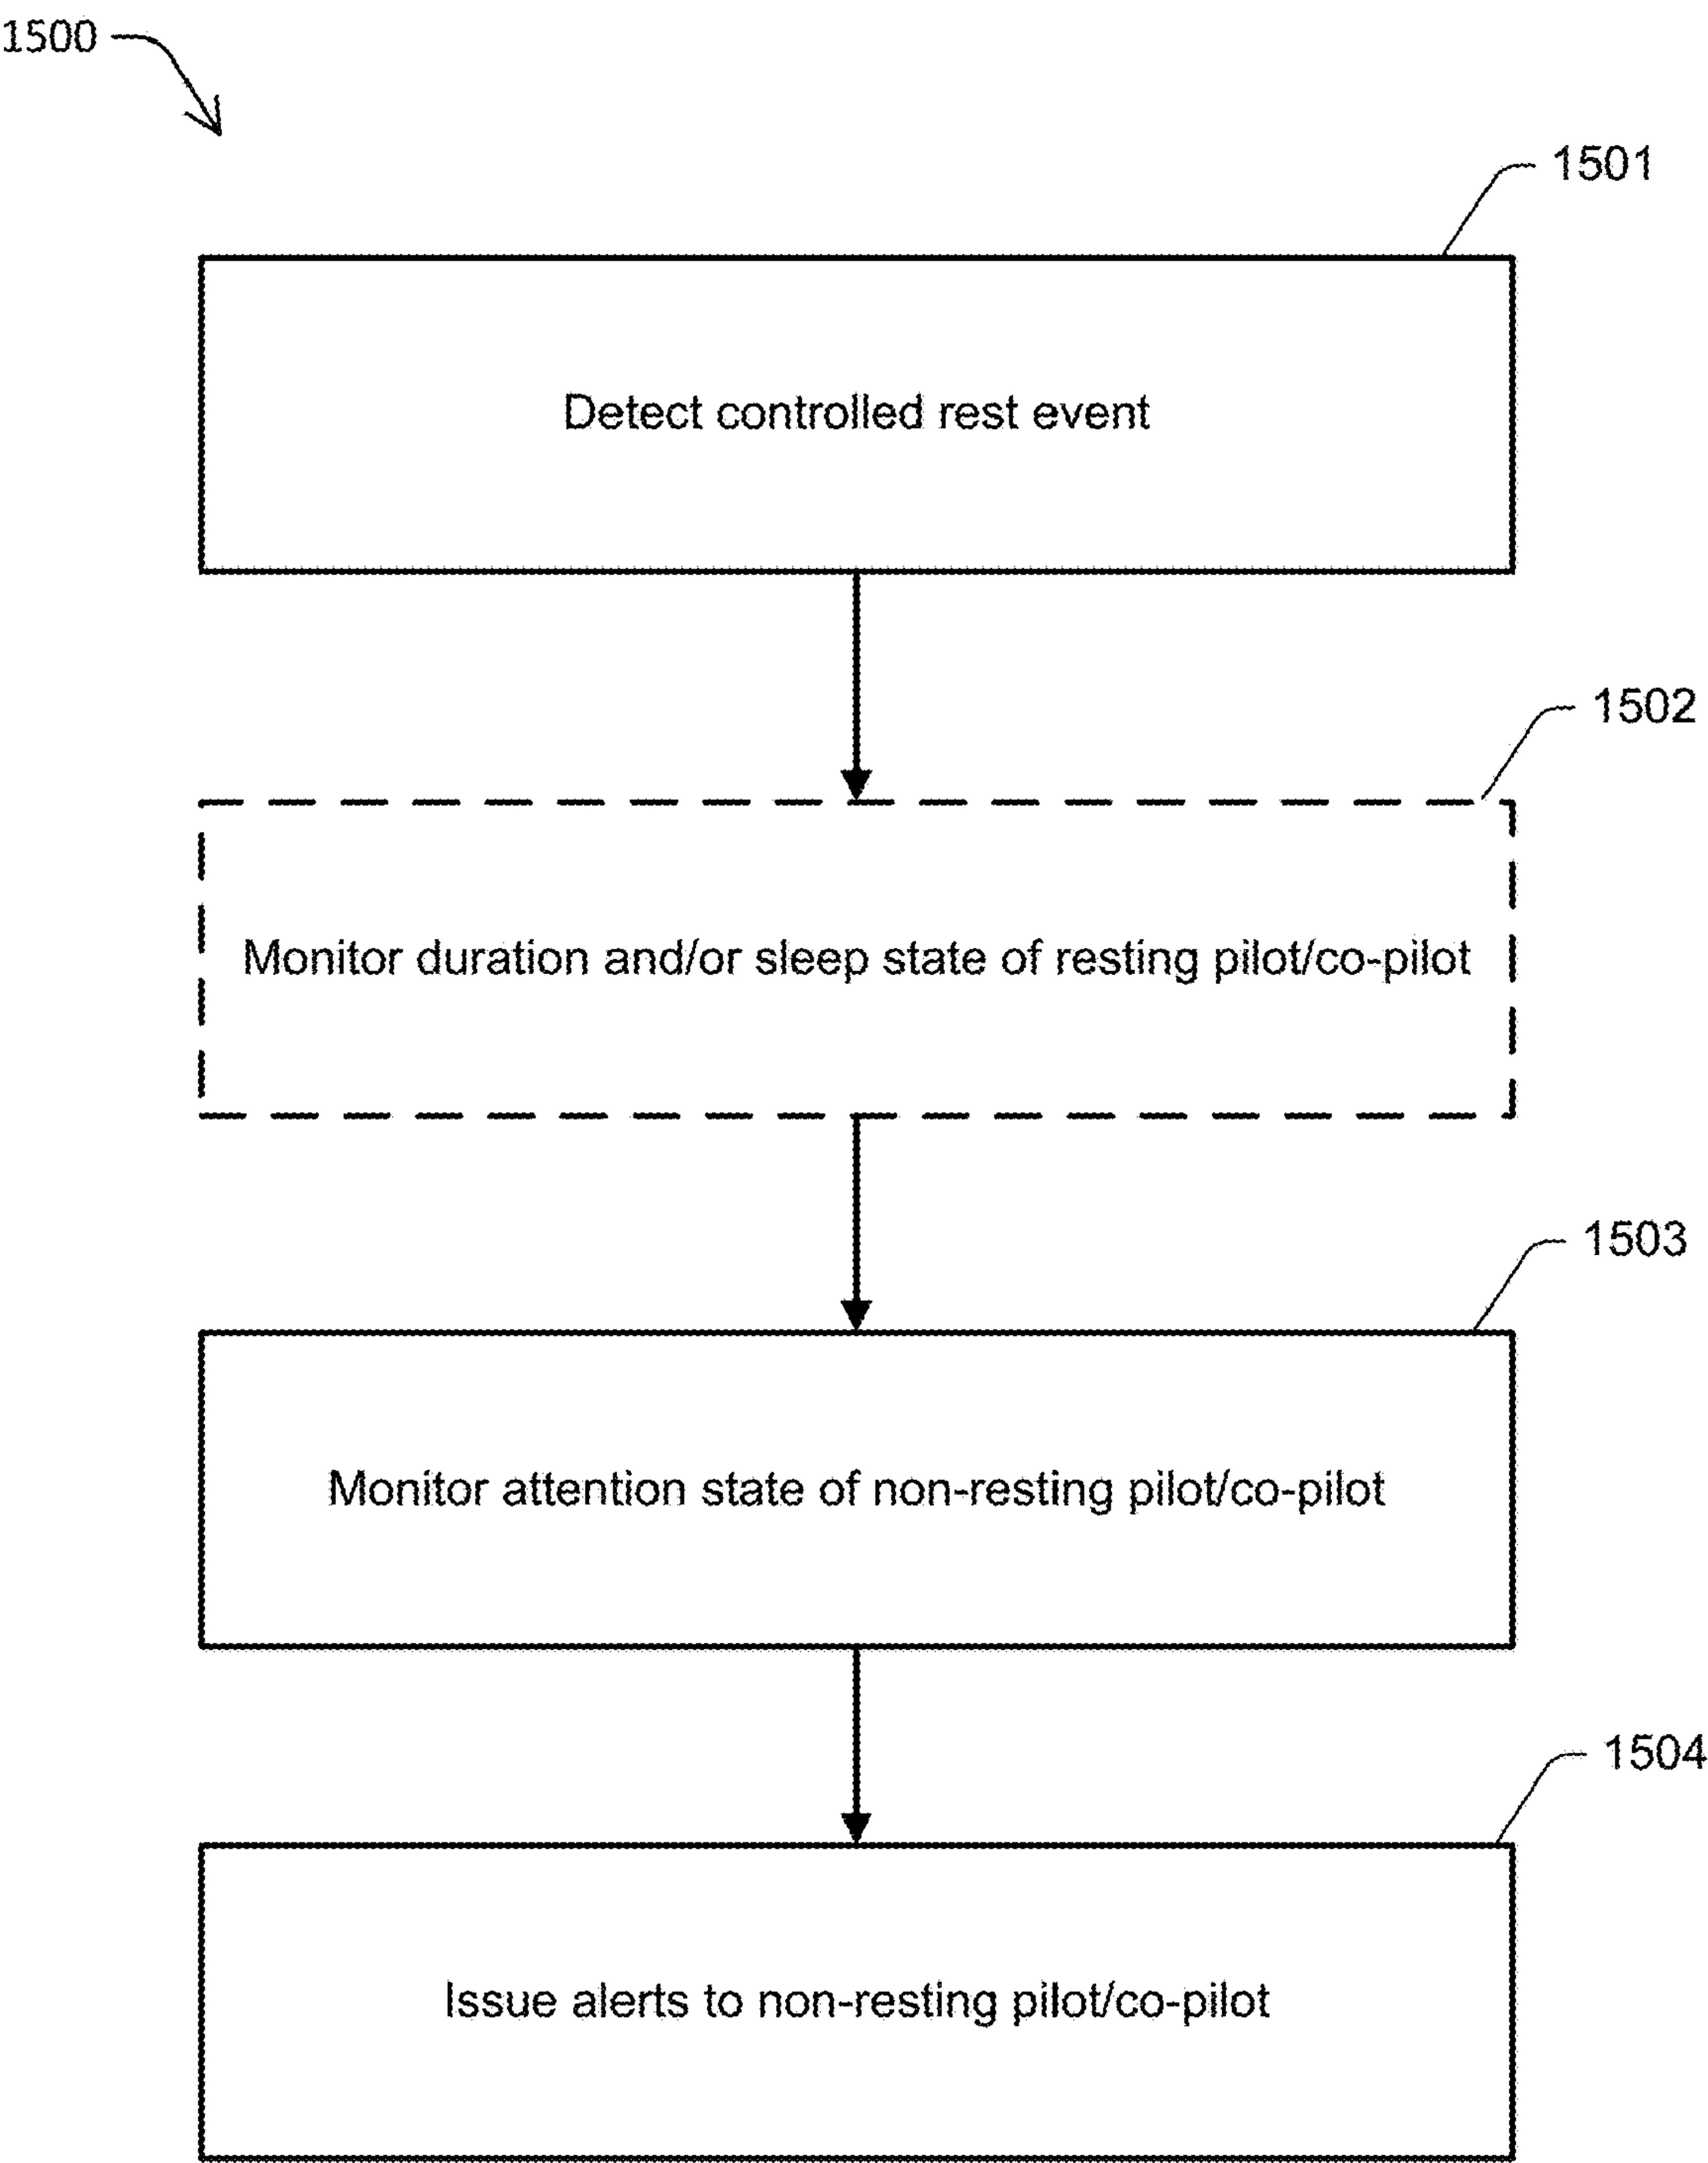 1500
1501
Detect controlled rest event
1502
Monitor duration and/or sleep state of resting pilot/co-pilot
1503
Monitor attention state of non-resting pilot/co-pilot
1504
Issue alerts to non-resting pilot/co-pilot